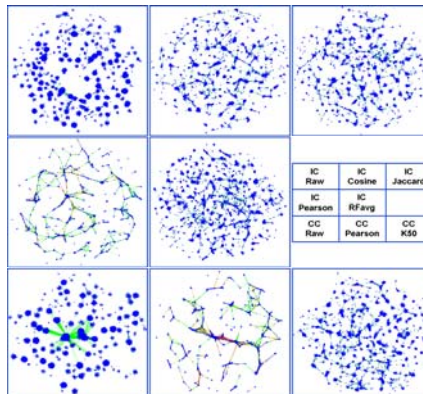 IC Raw
IC Cosine
IC Jaccard
IC Pearson
IC RFavg
CC Raw
CC Pearson
CC K50